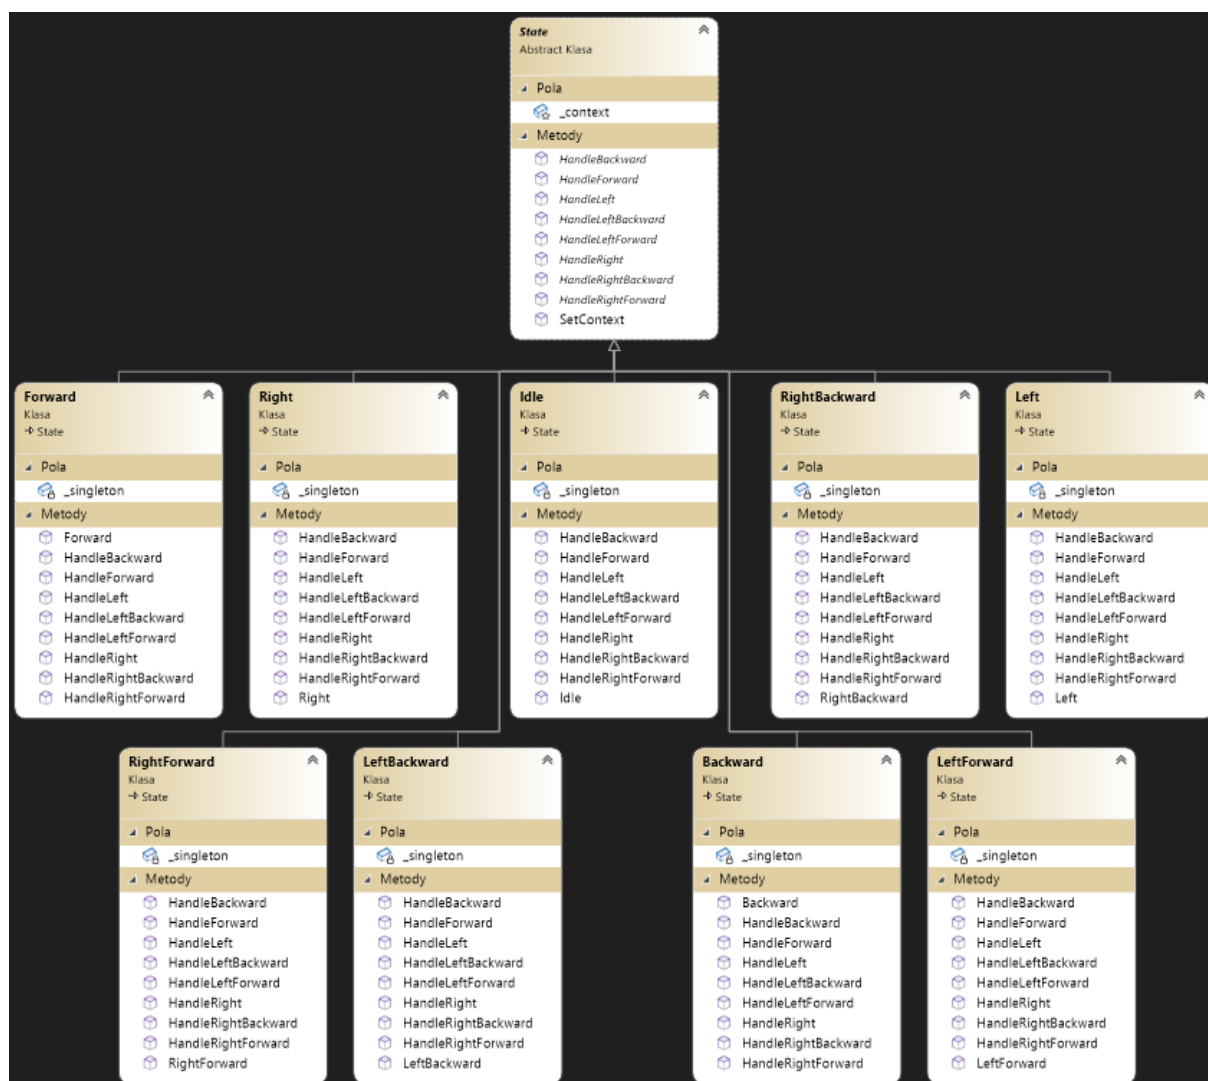 State
Abstract Klasa
Pola
_context
Metody
HandleBackward
HandleForward
HandleLeft
HandleLeftBackward
HandleLeftForward
HandleRight
HandleRightBackward
HandleRightForward
SetContext
Forward
Klasa
State
Pola
_singleton
Metody
Forward
HandleBackward
HandleForward
HandleLeft
HandleLeftBackward
HandleLeftForward
HandleRight
HandleRightBackward
HandleRightForward
Right
Klasa
State
Pola
_singleton
Metody
HandleBackward
HandleForward
HandleLeft
HandleLeftBackward
HandleLeftForward
HandleRight
HandleRightBackward
HandleRightForward
Right
Idle
Klasa
State
Pola
_singleton
Metody
HandleBackward
HandleForward
HandleLeft
HandleLeftBackward
HandleLeftForward
HandleRight
HandleRightBackward
HandleRightForward
Idle
RightBackward
Klasa
State
Pola
_singleton
Metody
HandleBackward
HandleForward
HandleLeft
HandleLeftBackward
HandleLeftForward
HandleRight
HandleRightBackward
HandleRightForward
RightBackward
Left
Klasa
State
Pola
_singleton
Metody
HandleBackward
HandleForward
HandleLeft
HandleLeftBackward
HandleLeftForward
HandleRight
HandleRightBackward
HandleRightForward
Left
RightForward
Klasa
State
Pola
_singleton
Metody
HandleBackward
HandleForward
HandleLeft
HandleLeftBackward
HandleLeftForward
HandleRight
HandleRightBackward
HandleRightForward
RightForward
LeftBackward
Klasa
State
Pola
_singleton
Metody
HandleBackward
HandleForward
HandleLeft
HandleLeftBackward
HandleLeftForward
HandleRight
HandleRightBackward
HandleRightForward
LeftBackward
Backward
Klasa
State
Pola
_singleton
Metody
Backward
HandleBackward
HandleForward
HandleLeft
HandleLeftBackward
HandleLeftForward
HandleRight
HandleRightBackward
HandleRightForward
LeftForward
Klasa
State
Pola
_singleton
Metody
HandleBackward
HandleForward
HandleLeft
HandleLeftBackward
HandleLeftForward
HandleRight
HandleRightBackward
HandleRightForward
LeftForward